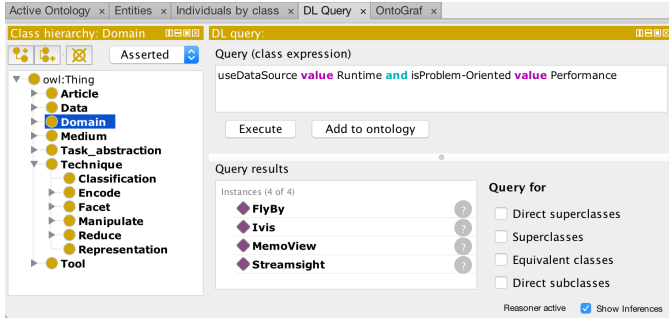 Active Ontology × Entities × Individuals by class × DL Query × OntoGraf ×
Class hierarchy: Domain
Asserted
owl:Thing
Article
Data
Domain
Medium
Task_abstraction
Technique
Classification
Encode
Facet
Manipulate
Reduce
Representation
Tool
DL query:
Query (class expression)
useDataSource value Runtime and isProblem-Oriented value Performance
Execute Add to ontology
Query results
Instances (4 of 4)
FlyBy ?
Ivis ?
MemoView ?
Streamsight ?
Query for
Direct superclasses
Superclasses
Equivalent classes
Direct subclasses
Reasoner active Show Inferences